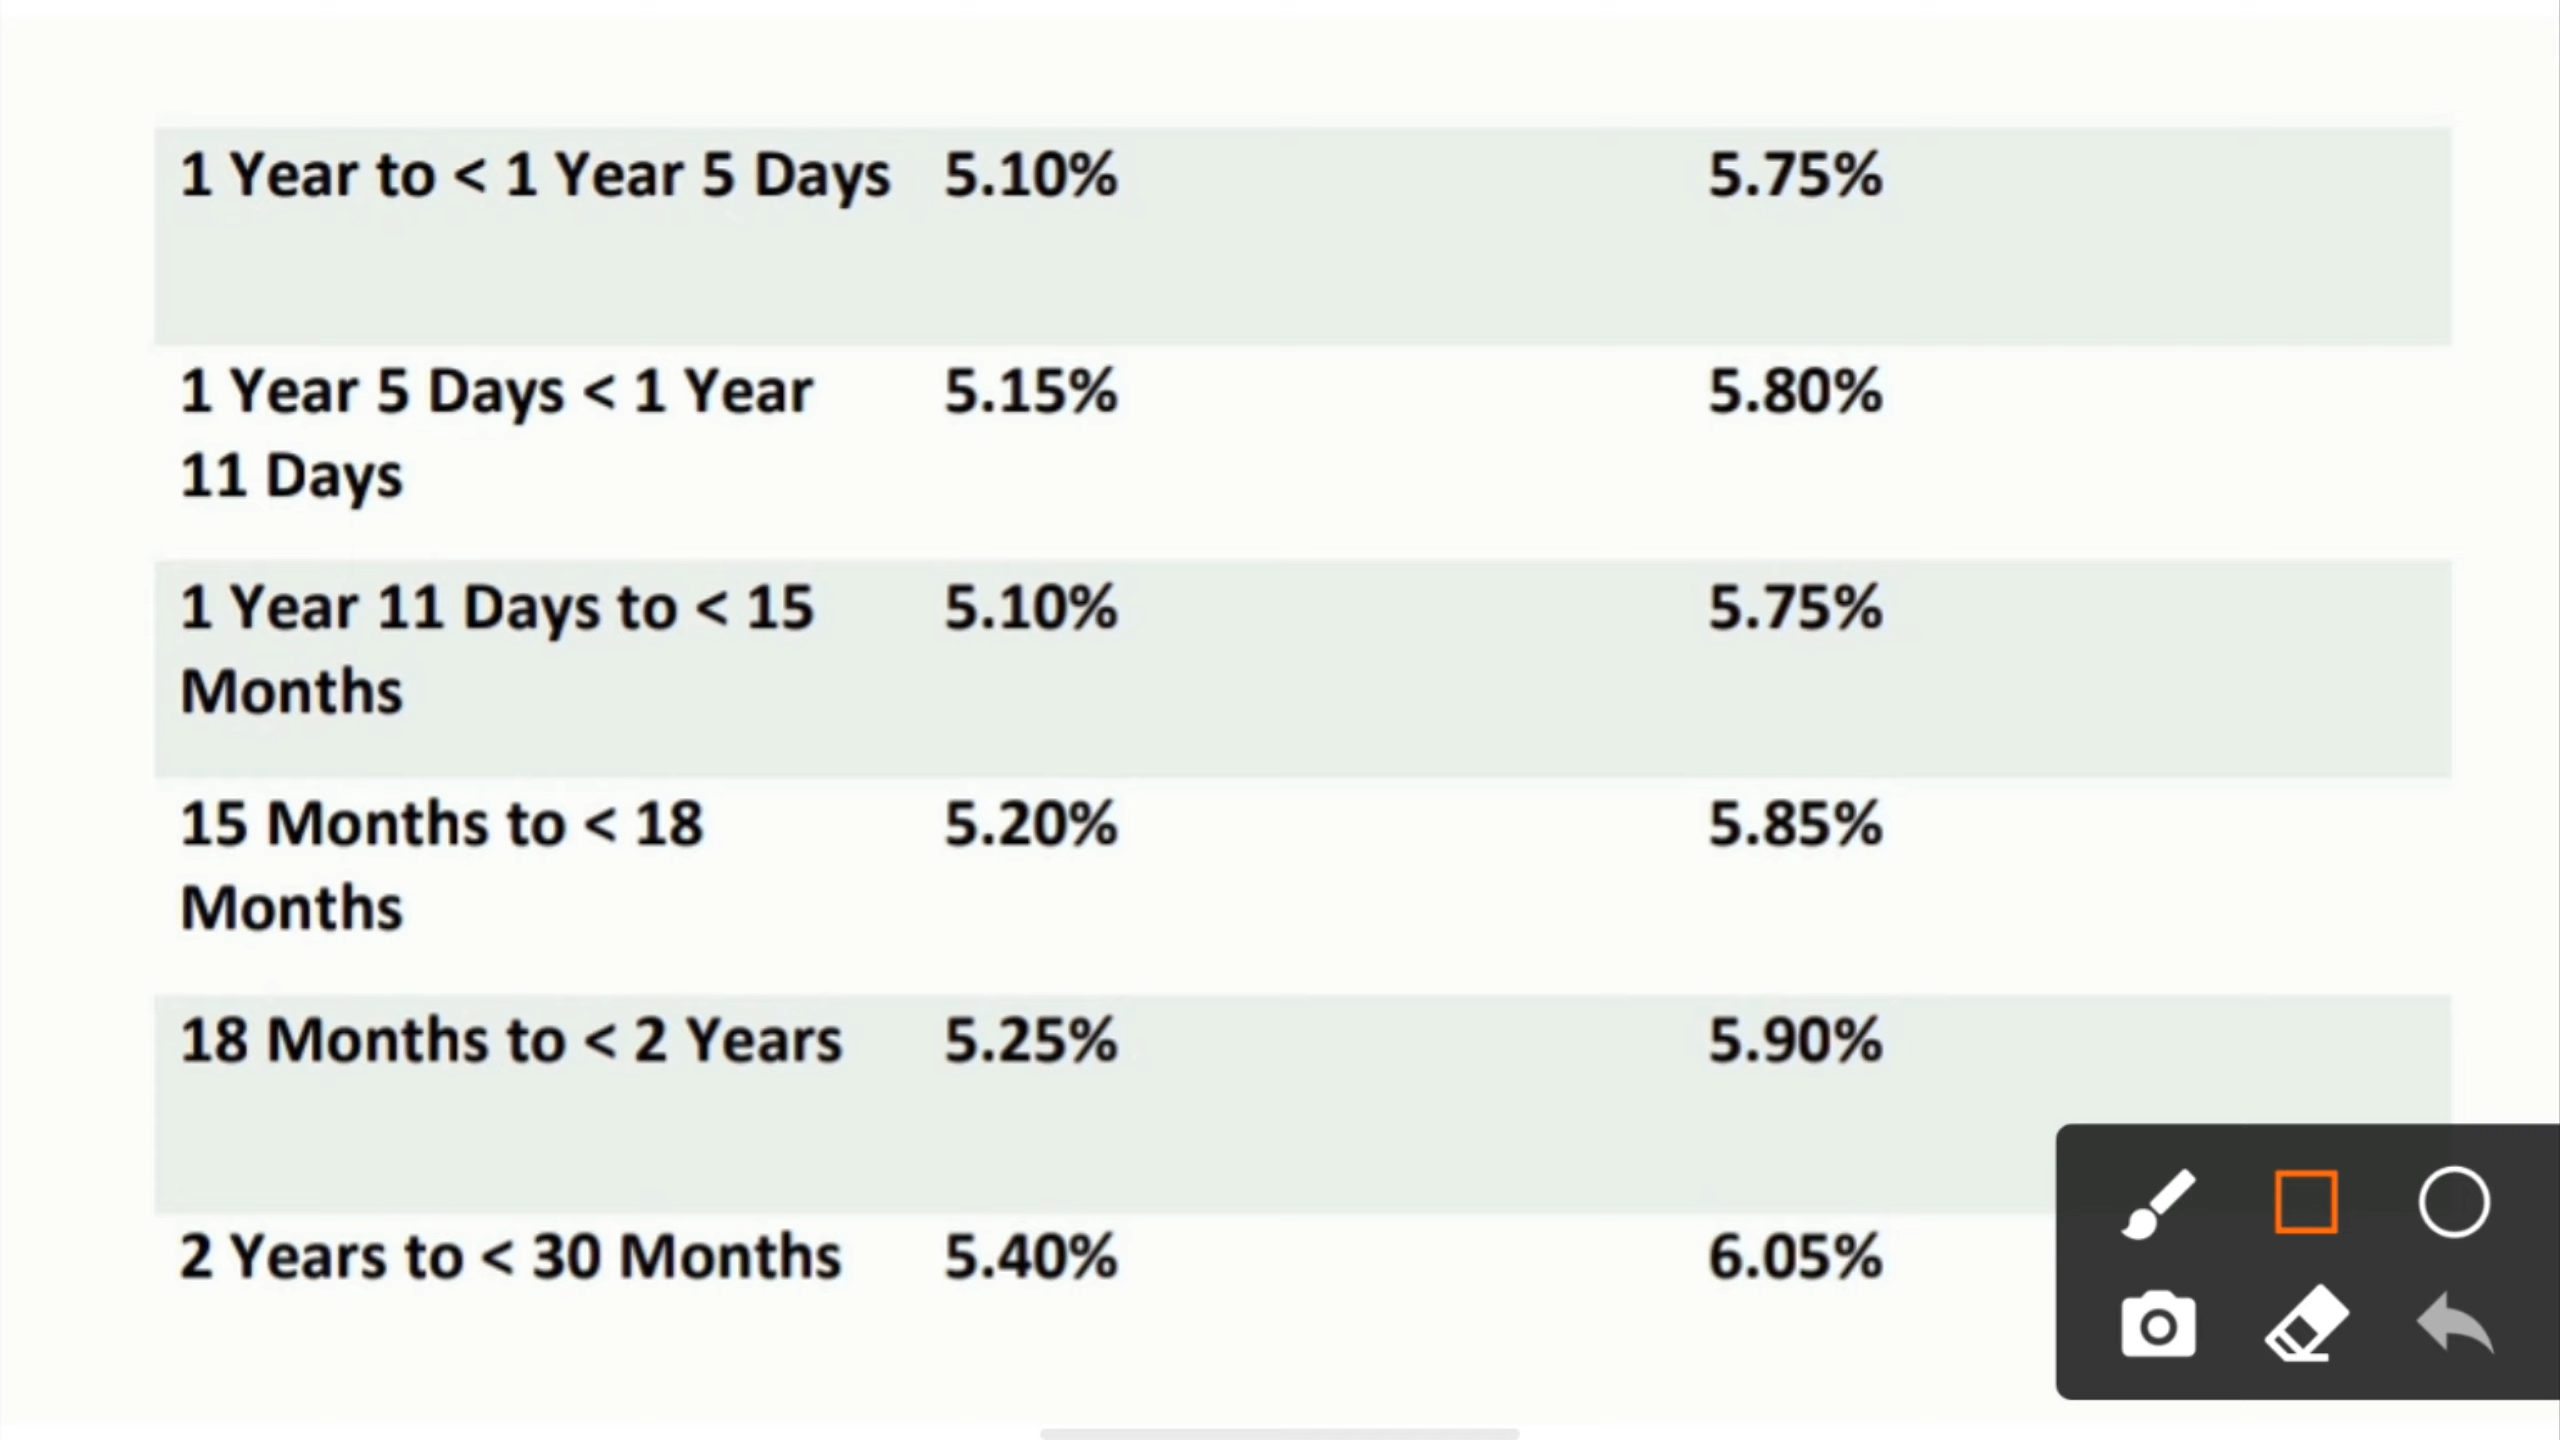 1 Year to < 1 Year 5 Days 5.10% 5.75%
1 Year 5 Days < 1 Year 5.15% 5.80%
11 Days
1 Year 11 Days to < 15 5.10% 5.75%
Months
15 Months to < 18 5.20% 5.85%
Months
18 Months to < 2 Years 5.25% 5.90%
2 Years to < 30 Months 5.40% 6.05%